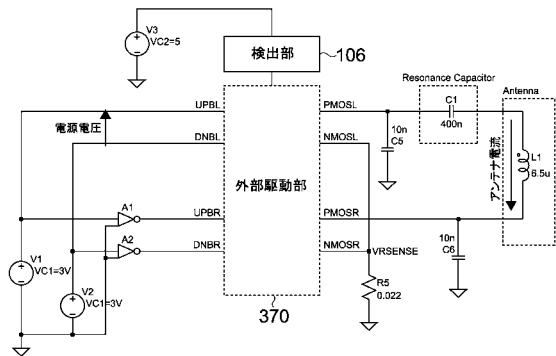 V3
VC2=5
検出部
106
Resonance Capacitor
Antenna
UPBL
PMOSL
C1
400n
電源電圧
DNBL
NMOSL
10n
C5
アンテナ電流
L1
6.5u
外部駆動部
A1
UPBR
PMOSR
A2
DNBR
NMOSR
VRSENSE
10n
C6
V1
VC1=3V
V2
VC1=3V
R5
0.022
370